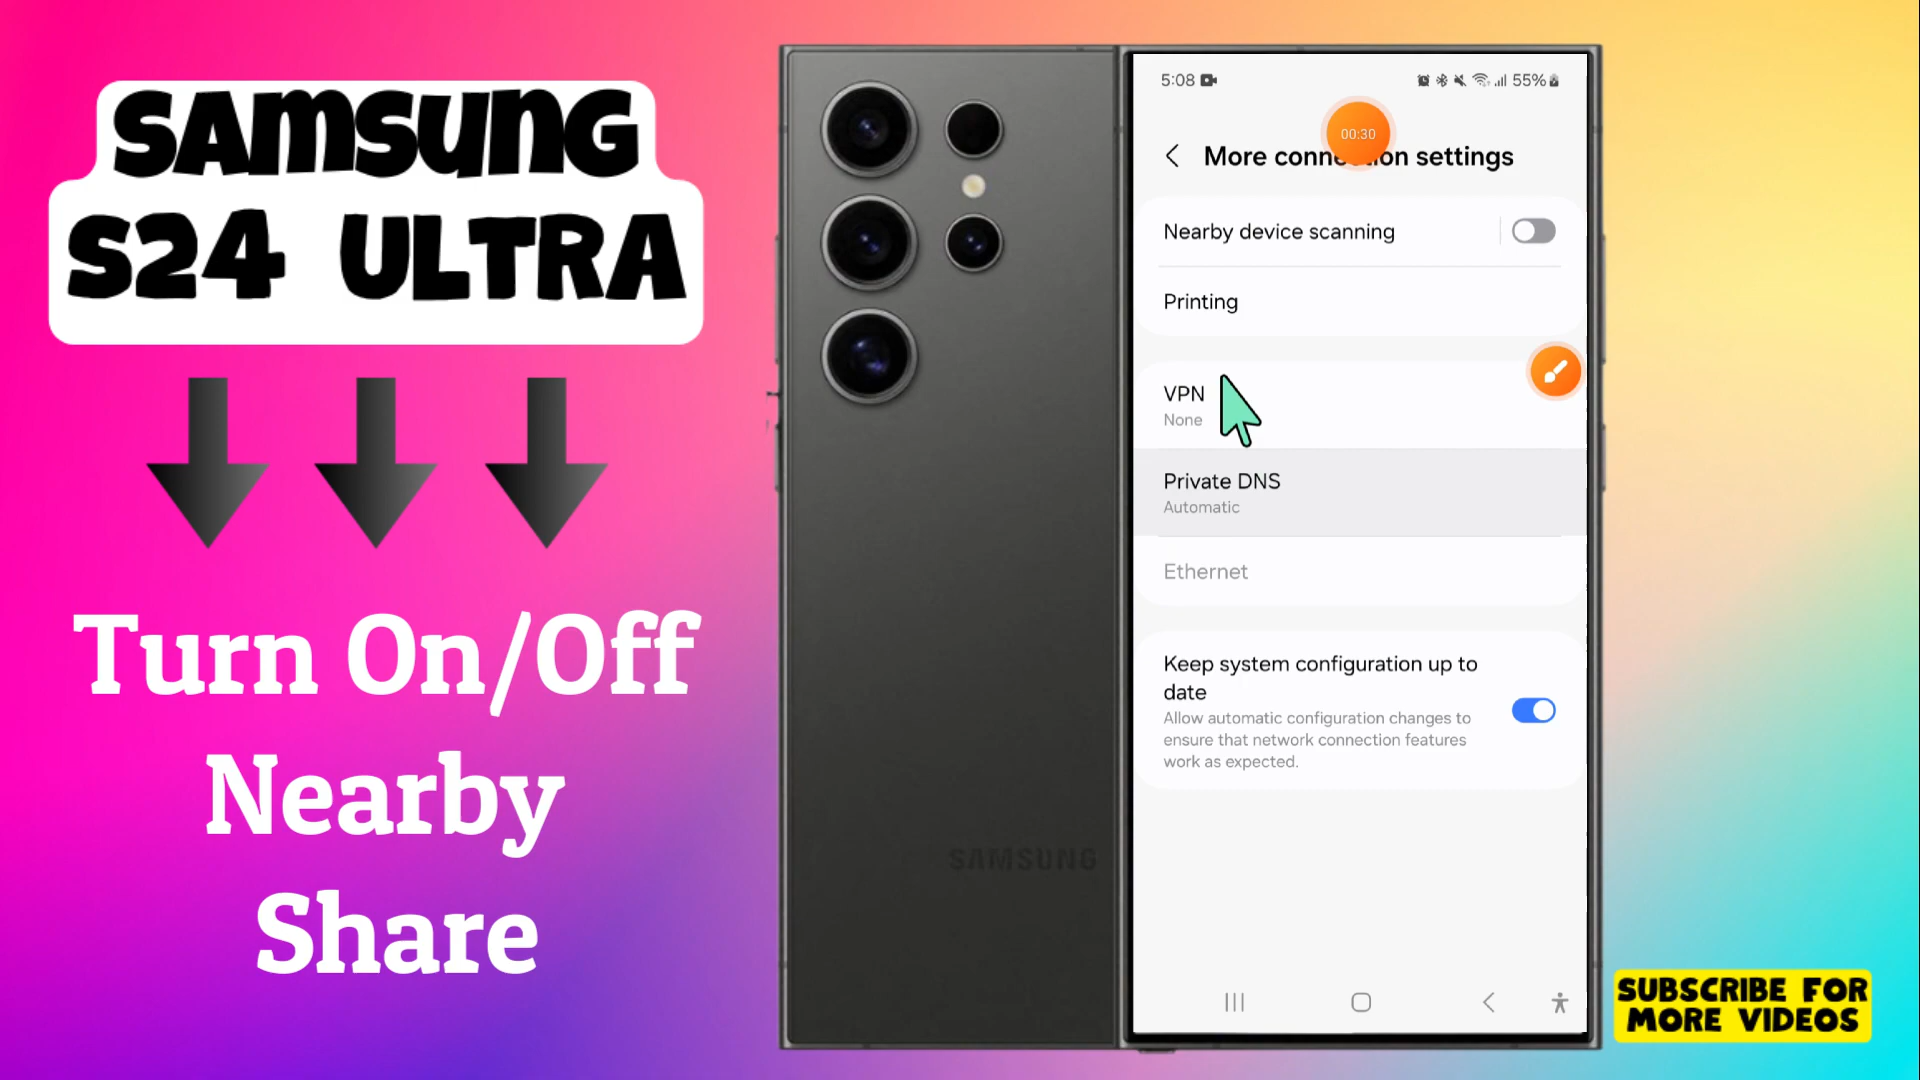 SAMSUNG
S24 ULTRA
Turn On/Off
Nearby
Share
SAMSUNG
5:08
55%
00:30
More connection settings
Nearby device scanning
Printing
VPN
None
Private DNS
Automatic
Ethernet
Keep system configuration up to
date
Allow automatic configuration changes to
ensure that network connection features
work as expected.
SUBSCRIBE FOR
MORE VIDEOS